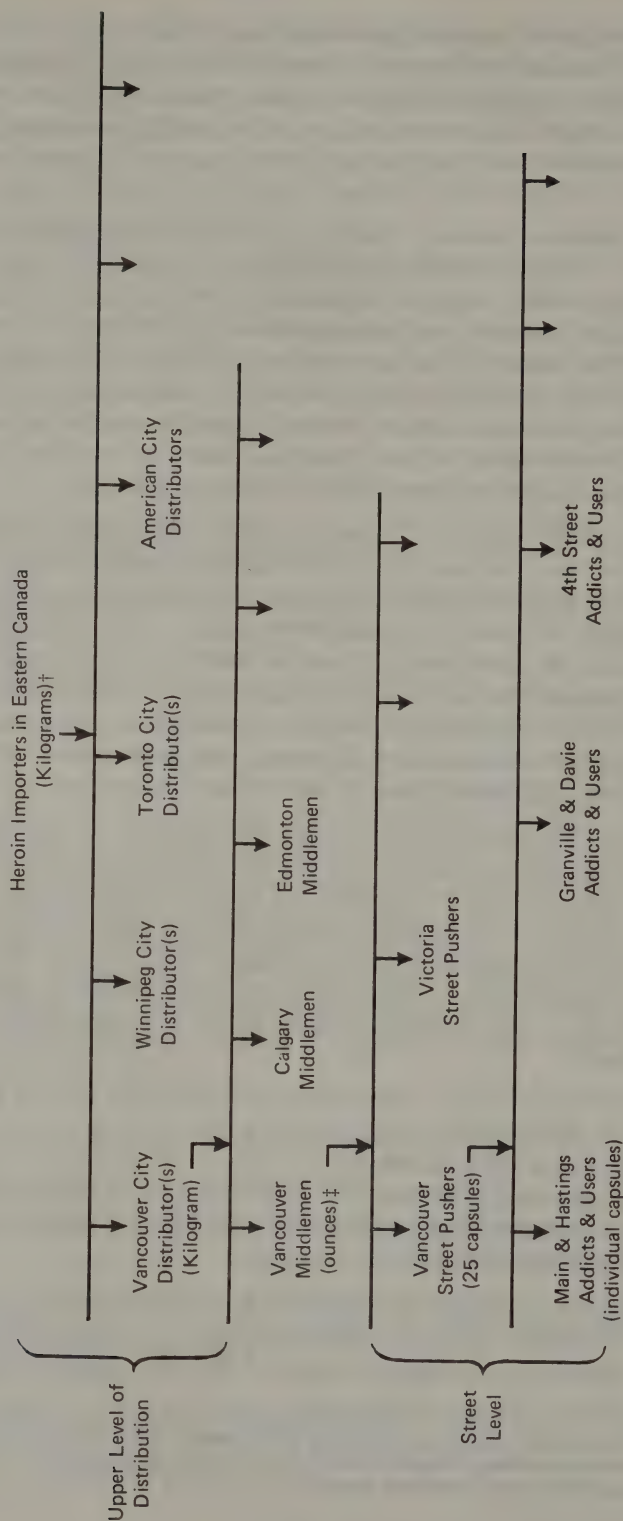 Heroin Importers in Eastern Canada
(Kilograms)†
Upper Level of
Distribution
Vancouver City
Distributor(s)
(Kilogram)
Winnipeg City
Distributor(s)
Toronto City
Distributor(s)
American City
Distributors
Vancouver
Middlemen
(ounces)‡
Calgary
Middlemen
Edmonton
Middlemen
Street
Level
Vancouver
Street Pushers
(25 capsules)
Victoria
Street Pushers
Main & Hastings
Addicts & Users
(individual capsules)
Granville & Davie
Addicts & Users
4th Street
Addicts & Users